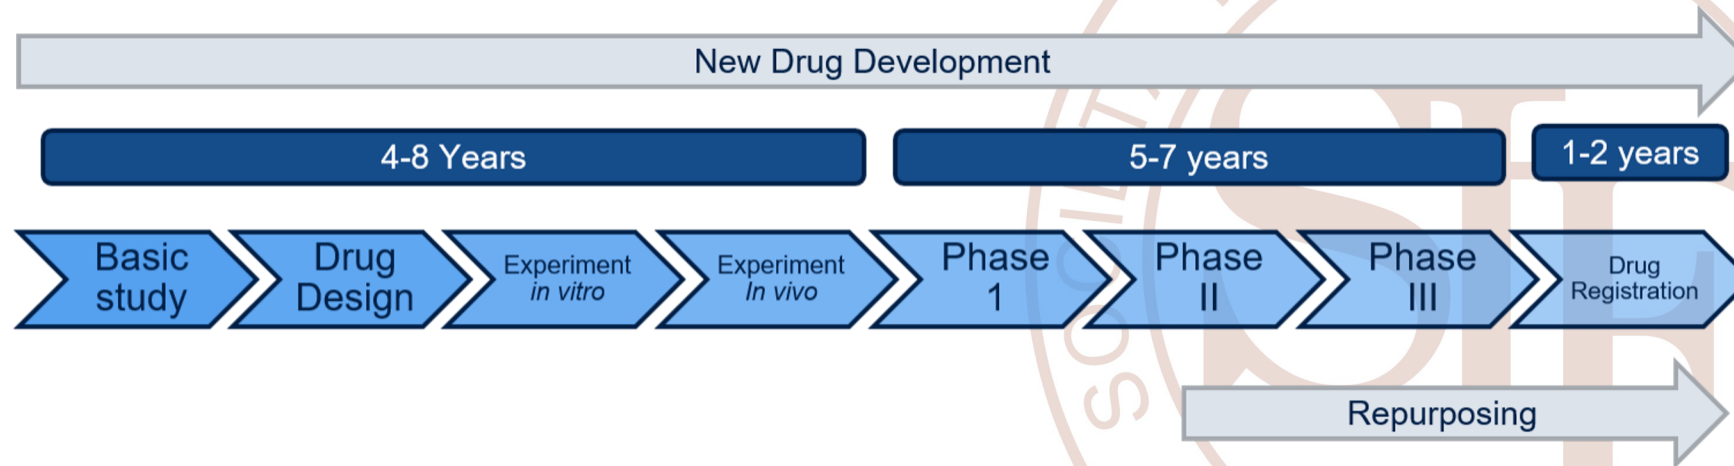 New Drug Development
4-8 Years
5-7 years
1-2 years
Basic
study
Drug
Design
Experiment
in vitro
Experiment
In vivo
Phase
1
Phase
II
Phase
III
Drug
Registration
Repurposing